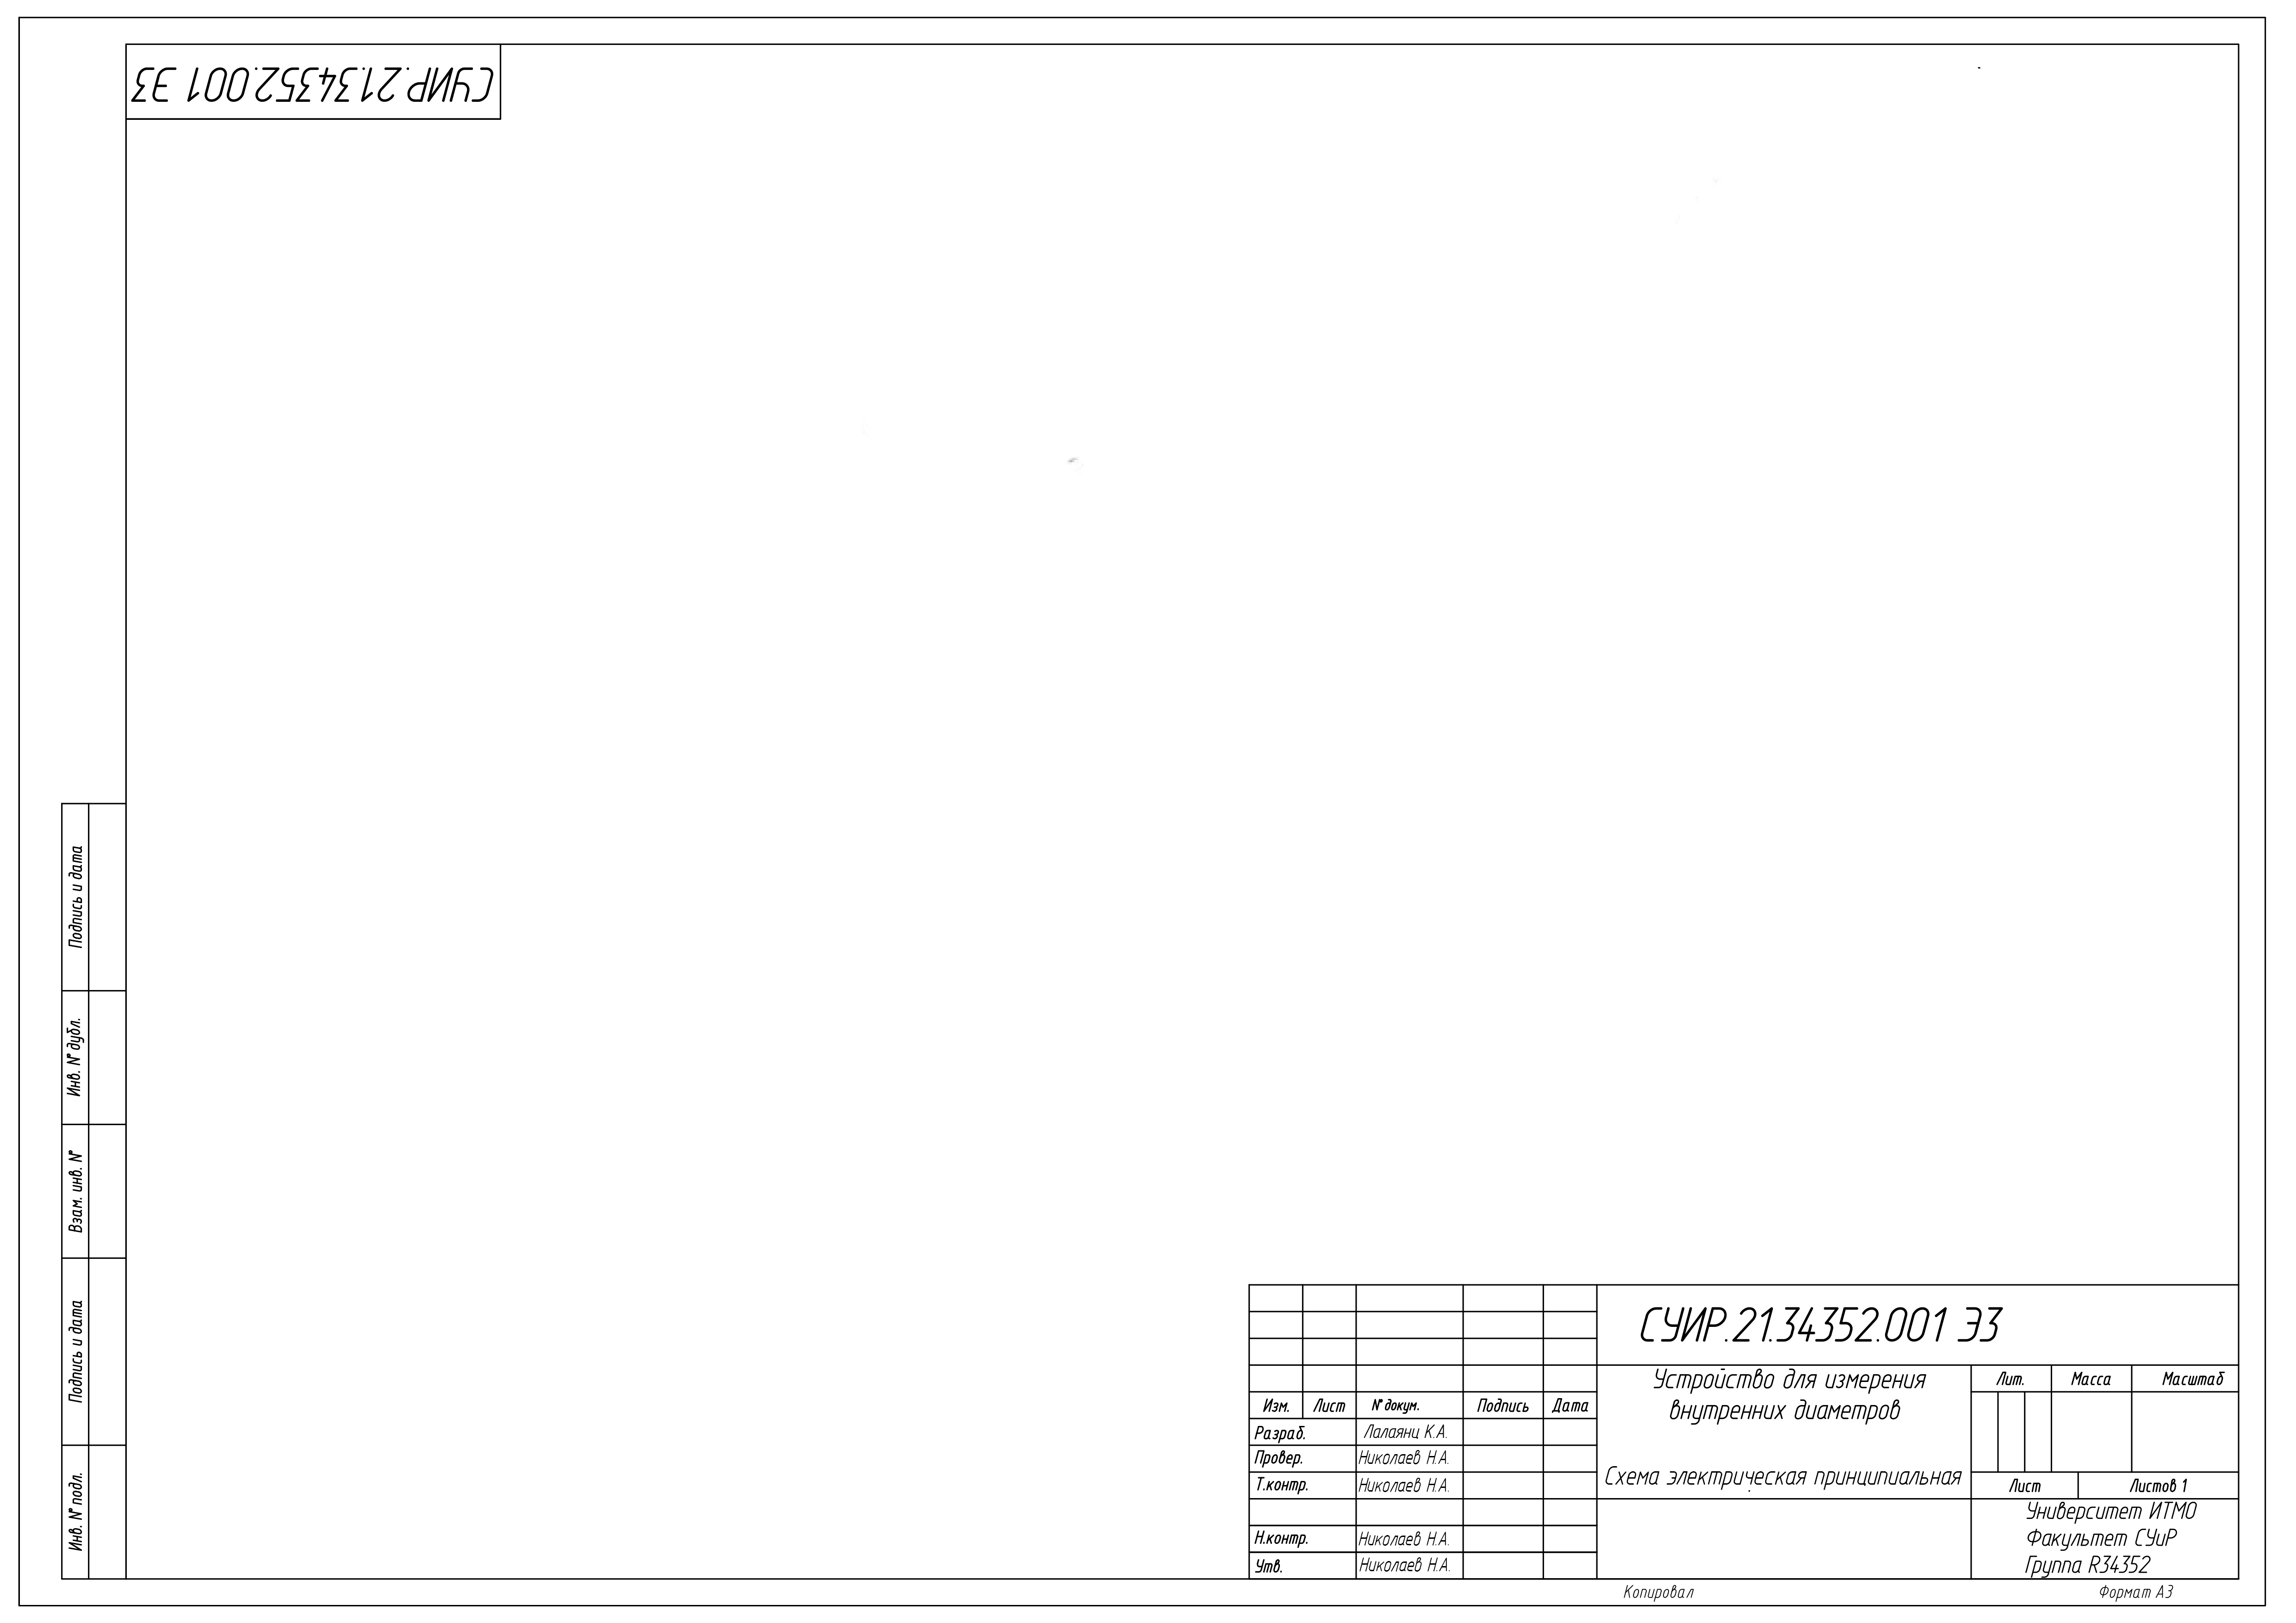 СУИР.21.34352.001 Э3
Подпись и дата
Инв. № дубл.
Взам. инв. №
Подпись и дата
Инв. № подл.
СУИР.21.34352.001 Э3
Устройство для измерения
внутренних диаметров
Схема электрическая принципиальная
Лит. Масса Масштаб
Лист Листов 1
Изм. Лист № докум. Подпись Дата
Разраб. Лалаянц К.А.
Провер. Николаев Н.А.
Т.контр. Николаев Н.А.
Н.контр. Николаев Н.А.
Утв. Николаев Н.А.
Университет ИТМО
Факультет СУиР
Группа R34352
Копировал Формат А3